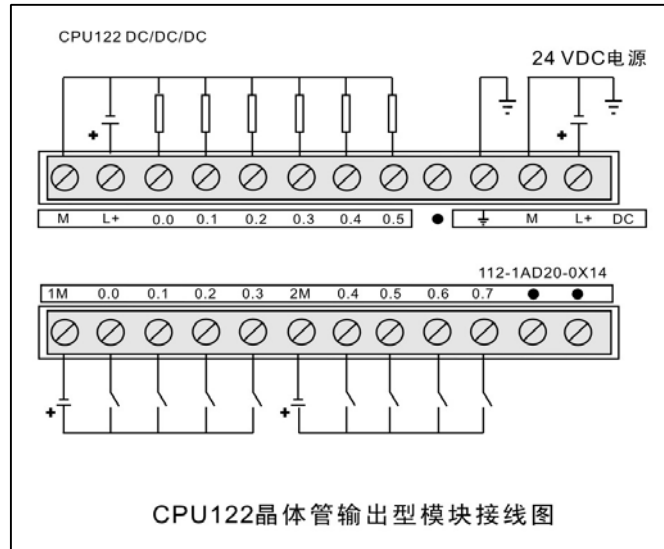 CPU122 DC/DC/DC
24 VDC电源
+ +
M L+ 0.0 0.1 0.2 0.3 0.4 0.5 ● ⏚ M L+ DC
112-1AD20-0X14
1M 0.0 0.1 0.2 0.3 2M 0.4 0.5 0.6 0.7 ● ●
+ +
CPU122晶体管输出型模块接线图